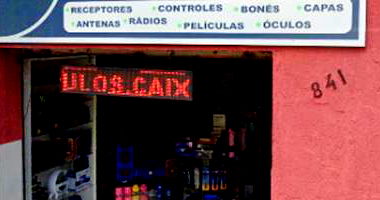 • RECEPTORES • CONTROLES • BONÉS • CAPAS
• ANTENAS • RÁDIOS • PELÍCULAS • ÓCULOS
ULOS.CAIX
841